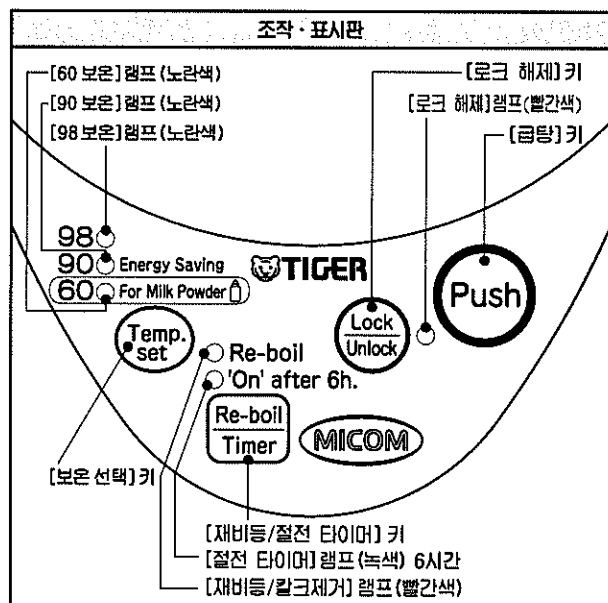 조작·표시판
[60 보온]램프(노란색)
[90 보온]램프(노란색)
[98 보온]램프(노란색)
[로크 해제]키
[로크 해제]램프(빨간색)
[급탕]키
98
90 Energy Saving
60 For Milk Powder
TIGER
Push
Lock
Unlock
Temp.
set
Re-boil
'On' after 6h.
Re-boil
Timer
MICOM
[보온 선택]키
[재비등/절전 타이머] 키
[절전 타이머]램프(녹색) 6시간
[재비등/칼크제거] 램프(빨간색)